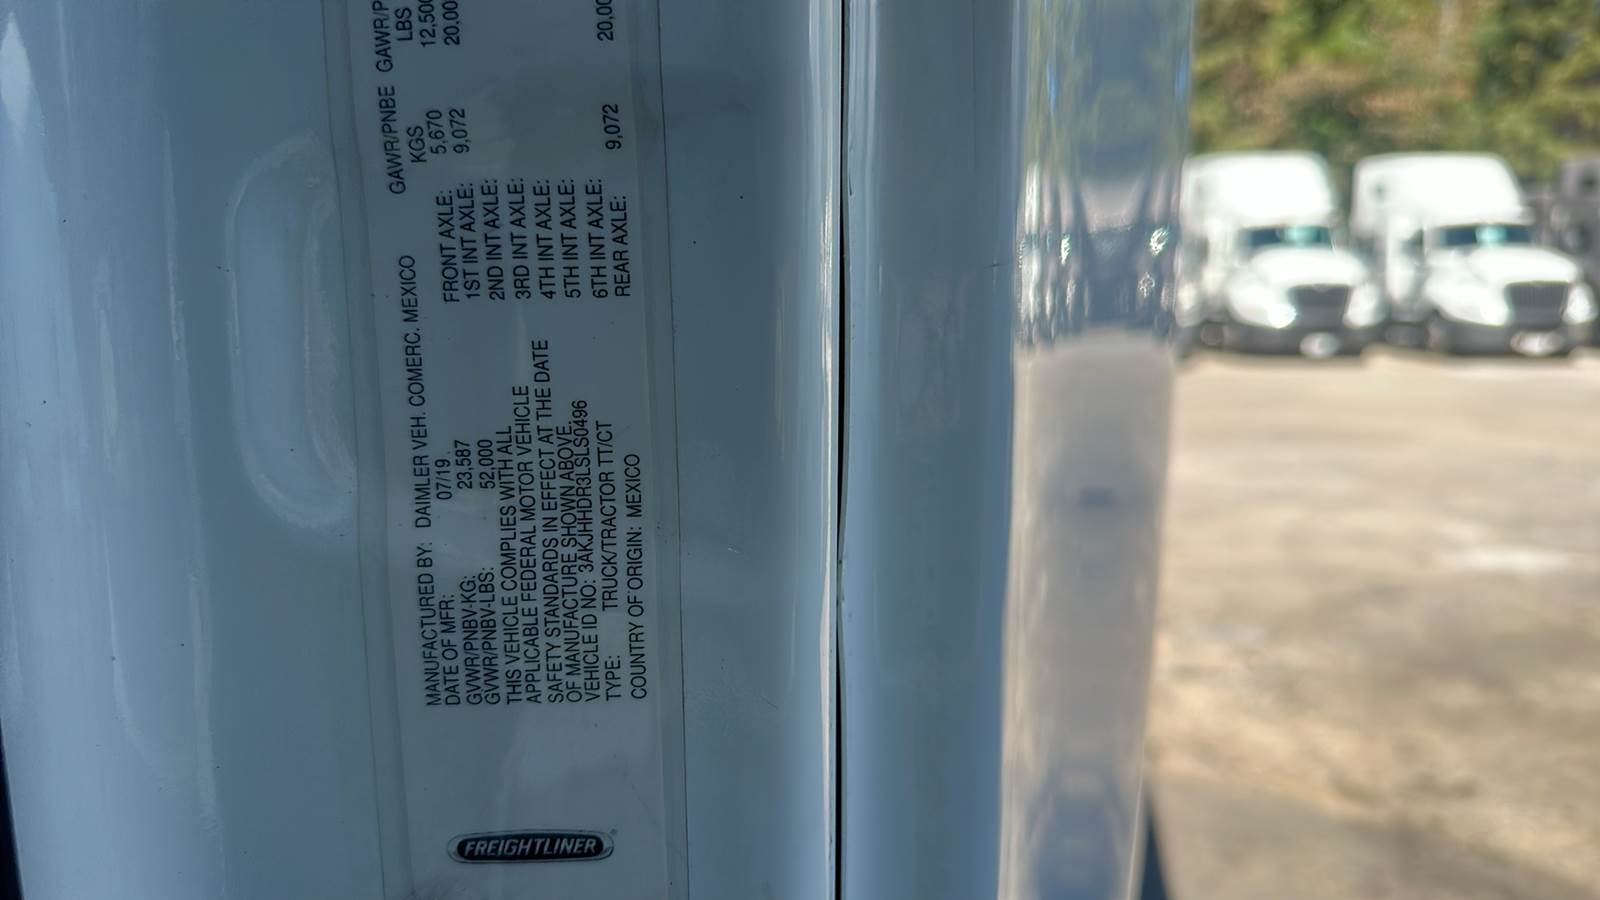 FREIGHTLINER
MANUFACTURED BY: DAIMLER VEH. COMERC. MEXICO
DATE OF MFR: 07/19
GVWR/PNBV-KG: 23,587
GVWR/PNBV-LBS: 52,000
THIS VEHICLE COMPLIES WITH ALL
APPLICABLE FEDERAL MOTOR VEHICLE
SAFETY STANDARDS IN EFFECT AT THE DATE
OF MANUFACTURE SHOWN ABOVE.
VEHICLE ID NO: 3AKJHHDR3LSLS0496
TYPE: TRUCK/TRACTOR TT/CT
COUNTRY OF ORIGIN: MEXICO
GAWR/PNBE GAWR/P
KGS LBS
FRONT AXLE: 5,670 12,500
1ST INT AXLE: 9,072 20,00
2ND INT AXLE:
3RD INT AXLE:
4TH INT AXLE:
5TH INT AXLE:
6TH INT AXLE:
REAR AXLE: 9,072 20,00